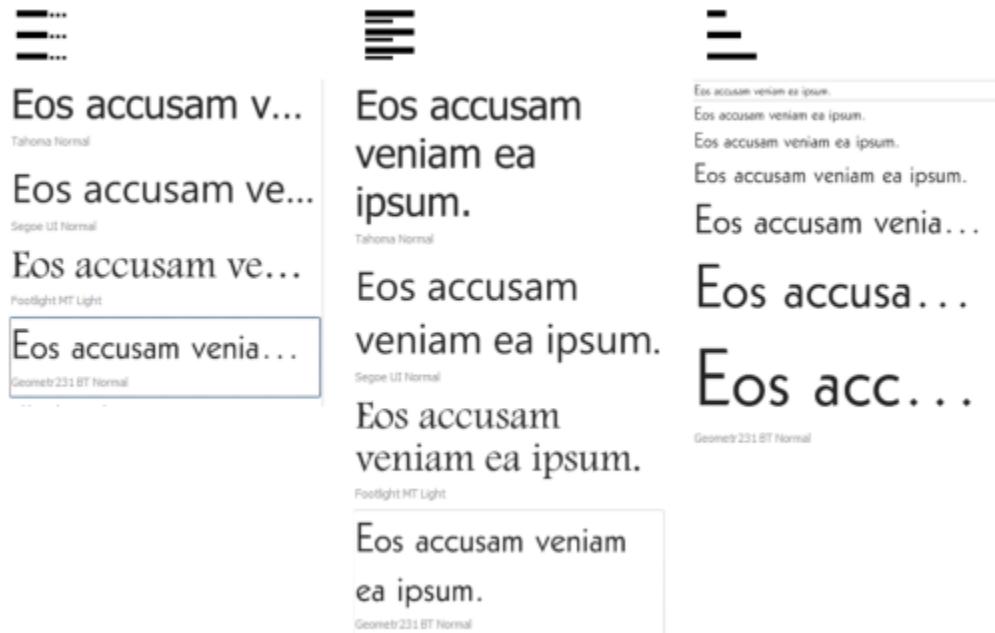 Eos accusam v...
Tahoma Normal
Eos accusam ve...
Segoe UI Normal
Eos accusam ve...
Footlight MT Light
Eos accusam venia...
Geometr231 BT Normal
Eos accusam
veniam ea
ipsum.
Tahoma Normal
Eos accusam
veniam ea ipsum.
Segoe UI Normal
Eos accusam
veniam ea ipsum.
Footlight MT Light
Eos accusam veniam
ea ipsum.
Geometr231 BT Normal
Eos accusam veniam ea ipsum.
Eos accusam veniam ea ipsum.
Eos accusam veniam ea ipsum.
Eos accusam veniam ea ipsum.
Eos accusam venia...
Eos accusa...
Eos acc...
Geometr231 BT Normal